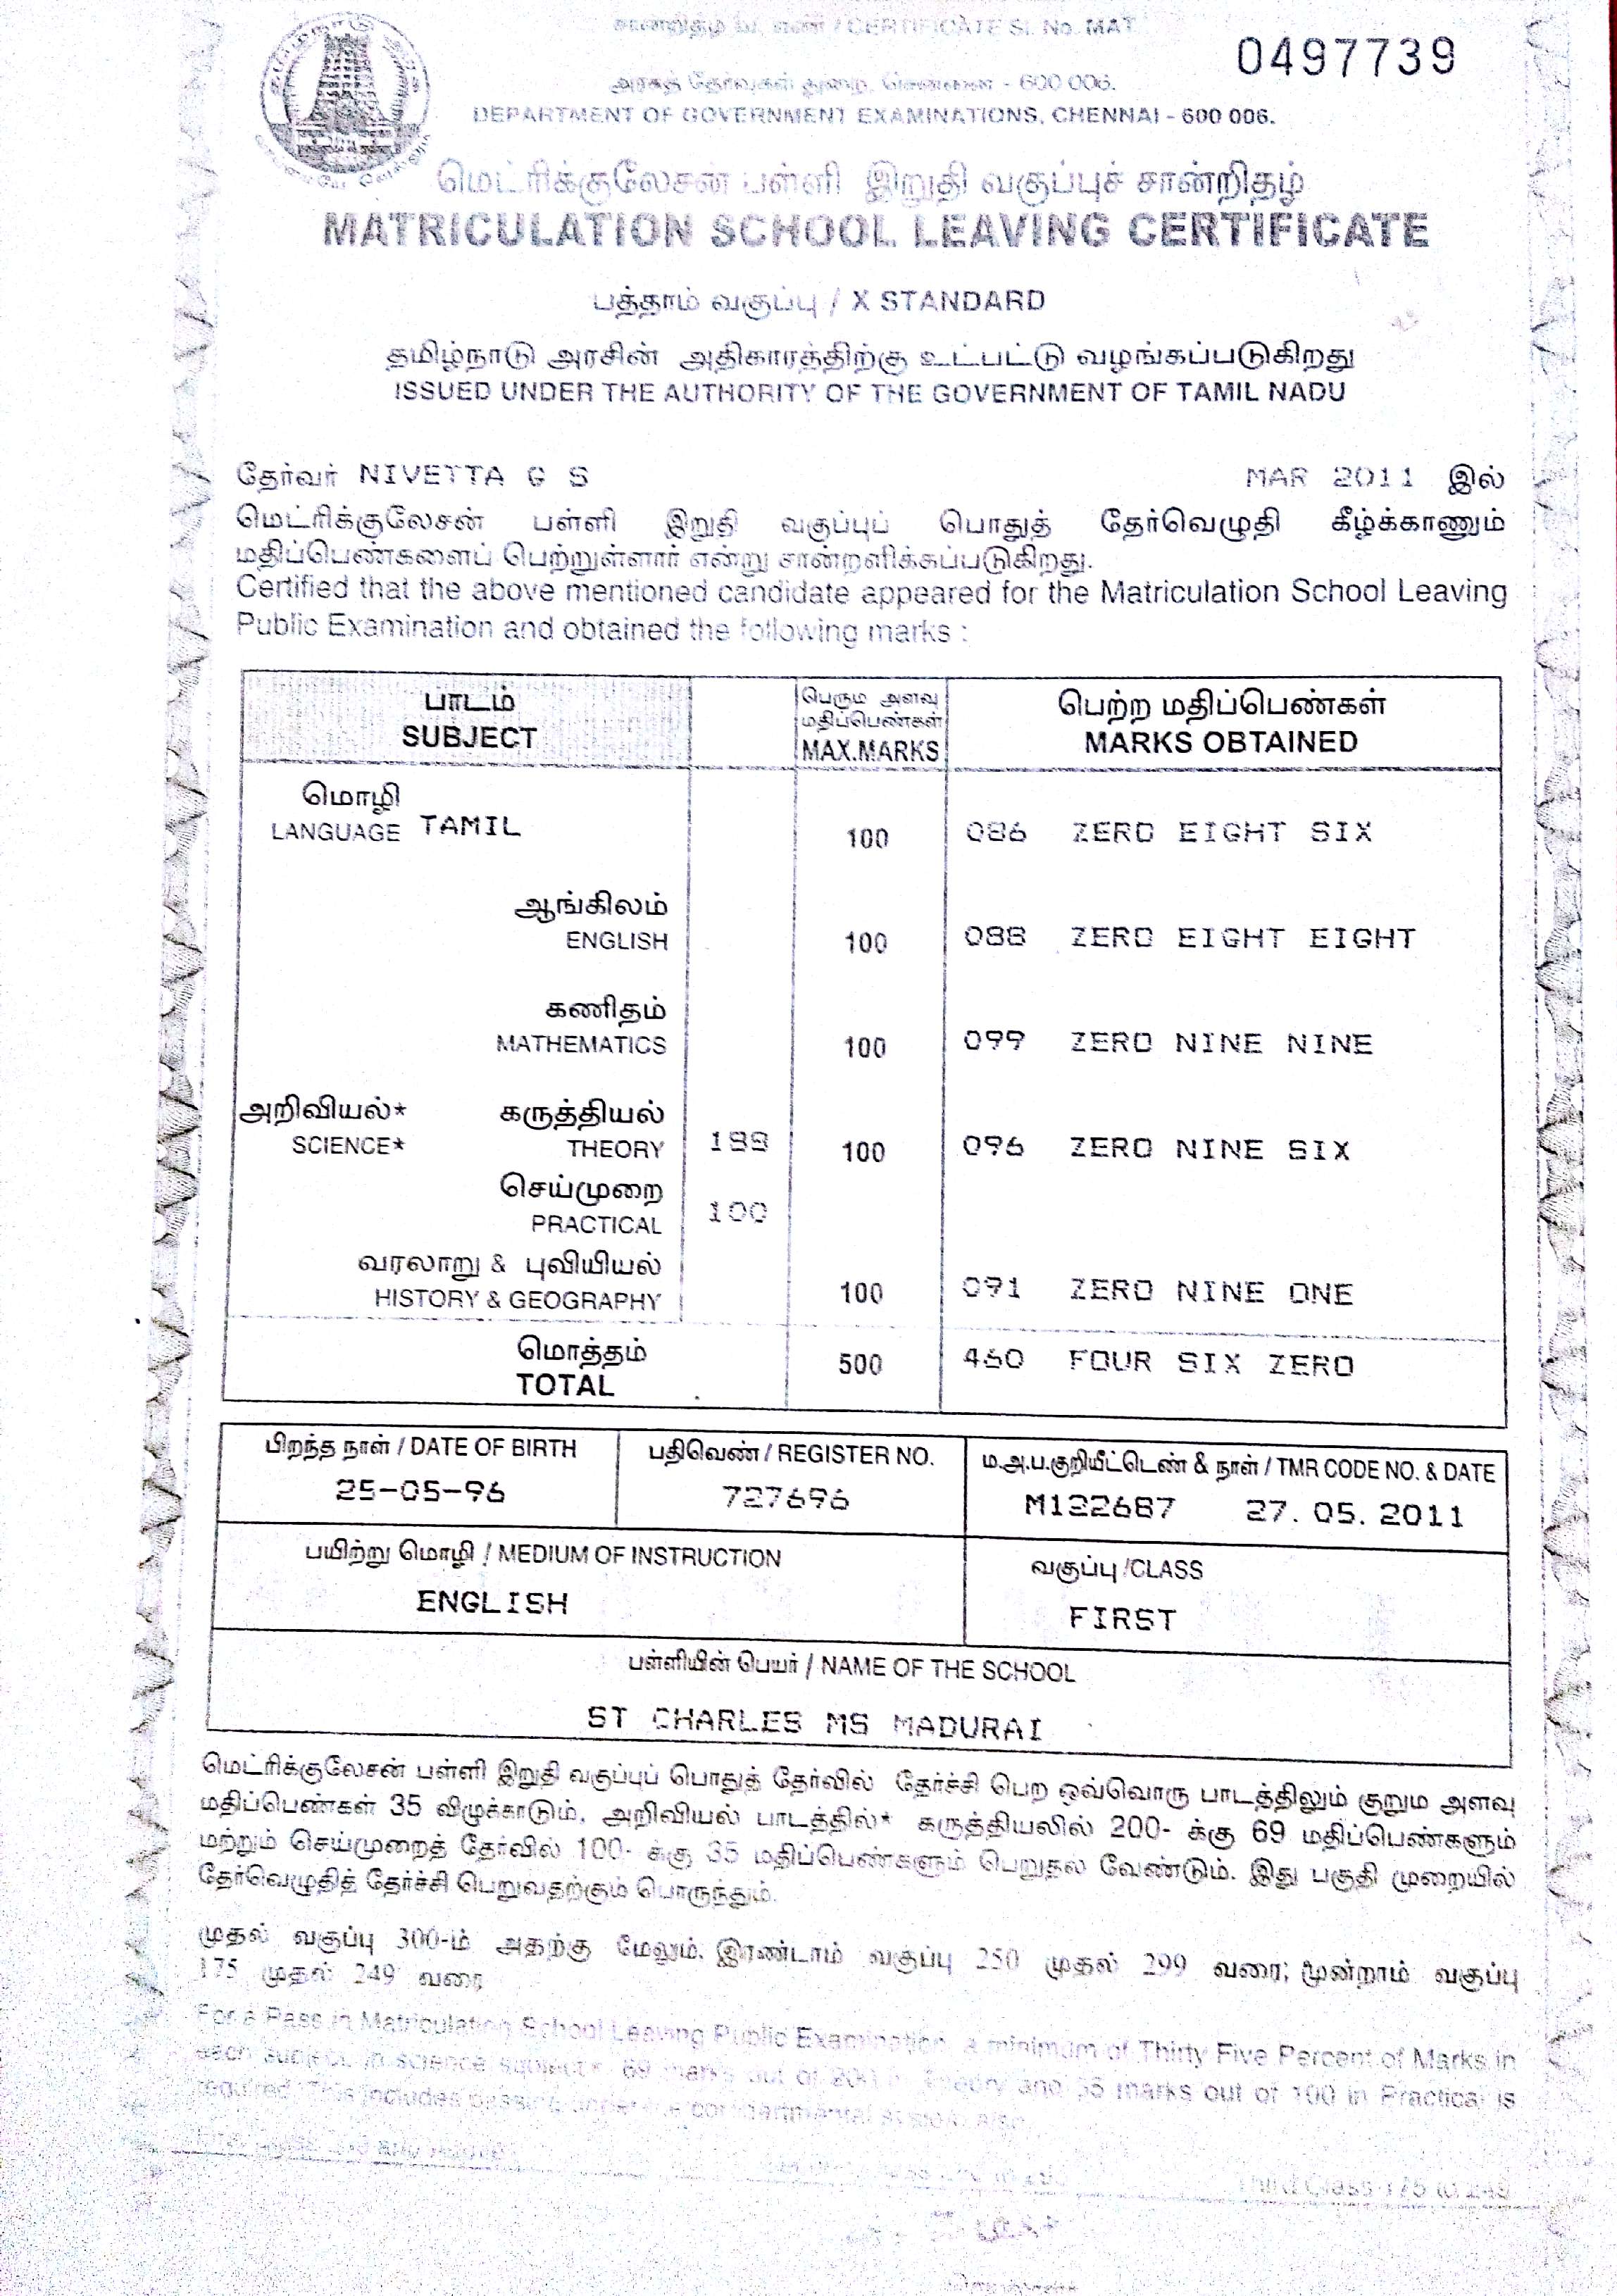 சான்றிதழ் வ. எண் / CERTIFICATE Sl. No. MAT
0497739
அரசுத் தேர்வுகள் துறை, சென்னை - 600 006.
DEPARTMENT OF GOVERNMENT EXAMINATIONS, CHENNAI - 600 006.
மெட்ரிக்குலேசன் பள்ளி இறுதி வகுப்புச் சான்றிதழ்
MATRICULATION SCHOOL LEAVING CERTIFICATE
பத்தாம் வகுப்பு / X STANDARD
தமிழ்நாடு அரசின் அதிகாரத்திற்கு உட்பட்டு வழங்கப்படுகிறது
ISSUED UNDER THE AUTHORITY OF THE GOVERNMENT OF TAMIL NADU
தேர்வர் NIVETTA G S MAR 2011 இல்
மெட்ரிக்குலேசன் பள்ளி இறுதி வகுப்புப் பொதுத் தேர்வெழுதி கீழ்க்காணும்
மதிப்பெண்களைப் பெற்றுள்ளார் என்று சான்றளிக்கப்படுகிறது.
Certified that the above mentioned candidate appeared for the Matriculation School Leaving
Public Examination and obtained the following marks :
பாடம் பெரும அளவு பெற்ற மதிப்பெண்கள்
மதிப்பெண்கள்
SUBJECT MAX.MARKS MARKS OBTAINED
மொழி
LANGUAGE TAMIL 100 086 ZERO EIGHT SIX
ஆங்கிலம்
ENGLISH 100 088 ZERO EIGHT EIGHT
கணிதம்
MATHEMATICS 100 099 ZERO NINE NINE
அறிவியல்* கருத்தியல்
SCIENCE* THEORY 188 100 096 ZERO NINE SIX
செய்முறை
PRACTICAL 100
வரலாறு & புவியியல்
HISTORY & GEOGRAPHY 100 091 ZERO NINE ONE
மொத்தம்
TOTAL 500 460 FOUR SIX ZERO
பிறந்த நாள் / DATE OF BIRTH பதிவெண் / REGISTER NO. ம.அ.ப.குறியீட்டெண் & நாள் / TMR CODE NO. & DATE
25-05-96 727696 M122687 27. 05. 2011
பயிற்று மொழி / MEDIUM OF INSTRUCTION வகுப்பு /CLASS
ENGLISH FIRST
பள்ளியின் பெயர் / NAME OF THE SCHOOL
ST CHARLES MS MADURAI
மெட்ரிக்குலேசன் பள்ளி இறுதி வகுப்புப் பொதுத் தேர்வில் தேர்ச்சி பெற ஒவ்வொரு பாடத்திலும் குறும அளவு
மதிப்பெண்கள் 35 விழுக்காடும், அறிவியல் பாடத்தில்* கருத்தியலில் 200- க்கு 69 மதிப்பெண்களும்
மற்றும் செய்முறைத் தேர்வில் 100- க்கு 35 மதிப்பெண்களும் பெறுதல் வேண்டும். இது பகுதி முறையில்
தேர்வெழுதித் தேர்ச்சி பெறுவதற்கும் பொருந்தும்.
முதல் வகுப்பு 300-ம் அதற்கு மேலும், இரண்டாம் வகுப்பு 250 முதல் 299 வரை; மூன்றாம் வகுப்பு
175 முதல் 249 வரை
For a Pass in Matriculation School Leaving Public Examination, a minimum of Thirty Five Percent of Marks in
each subject, in science subject*, 69 marks out of 200 in Theory and 35 marks out of 100 in Practical is
required. This includes passing under the compartmental system also.
Third Class 175 to 249